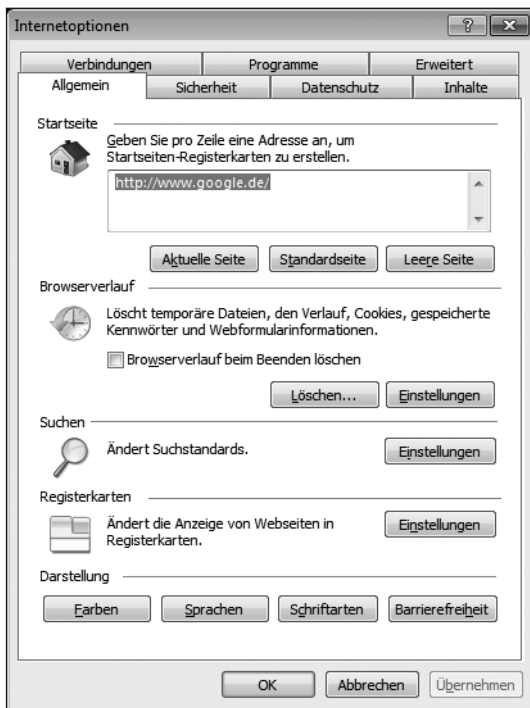 Internetoptionen
Verbindungen Programme Erweitert
Allgemein Sicherheit Datenschutz Inhalte
Startseite
Geben Sie pro Zeile eine Adresse an, um
Startseiten-Registerkarten zu erstellen.
http://www.google.de/
Aktuelle Seite Standardseite Leere Seite
Browserverlauf
Löscht temporäre Dateien, den Verlauf, Cookies, gespeicherte
Kennwörter und Webformularinformationen.
Browserverlauf beim Beenden löschen
Löschen... Einstellungen
Suchen
Ändert Suchstandards.
Einstellungen
Registerkarten
Ändert die Anzeige von Webseiten in
Registerkarten.
Einstellungen
Darstellung
Farben Sprachen Schriftarten Barrierefreiheit
OK Abbrechen Übernehmen